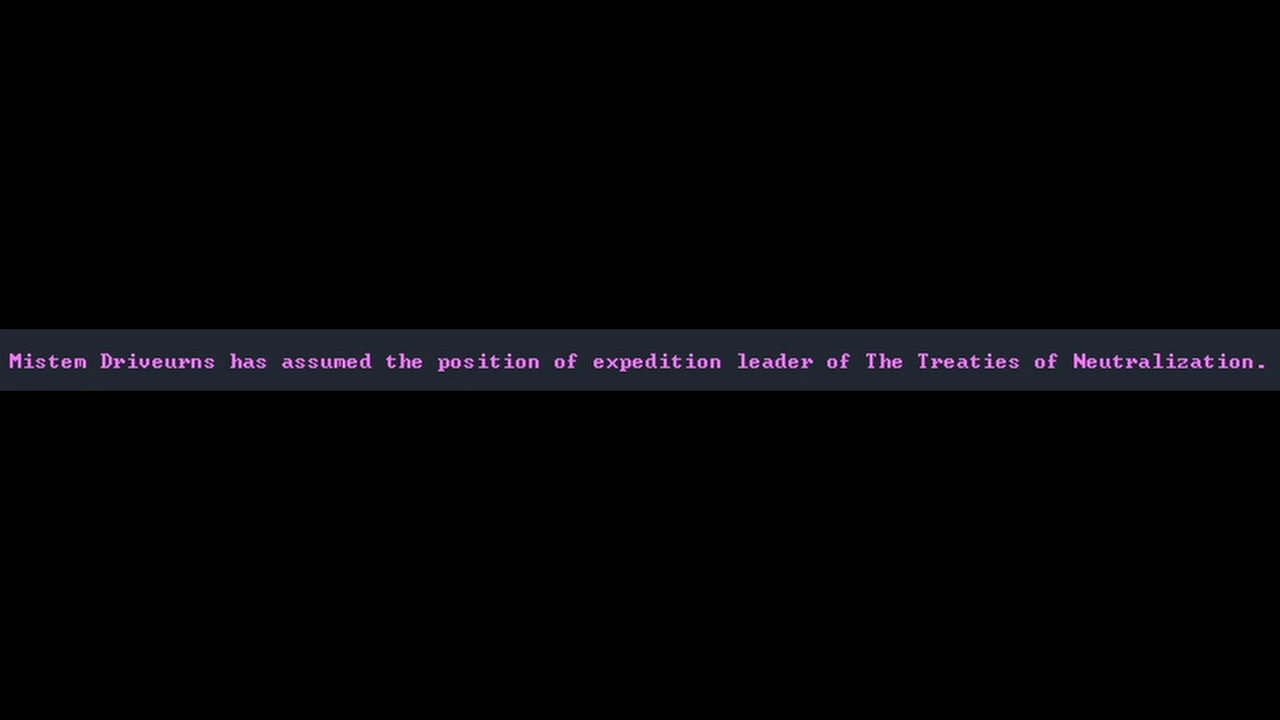 Mistem Driveurns has assumed the position of expedition leader of The Treaties of Neutralization.